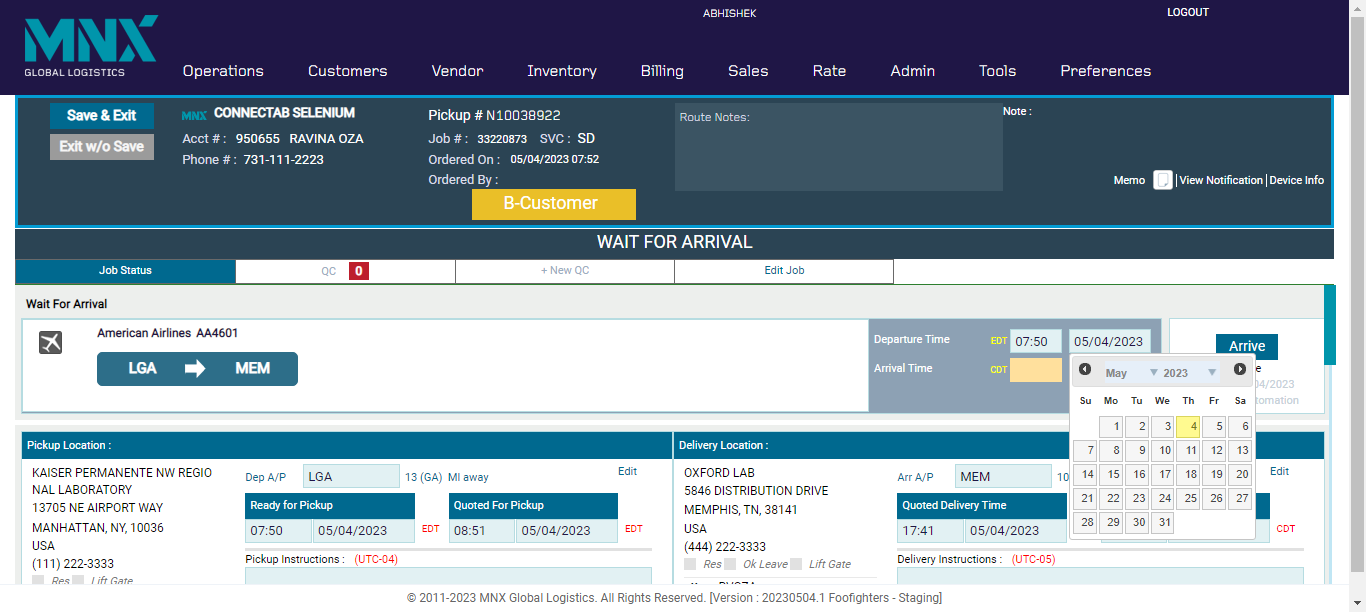 ABHISHEK
LOGOUT
MNX
GLOBAL LOGISTICS
Operations Customers Vendor Inventory Billing Sales Rate Admin Tools Preferences
Save & Exit
Exit w/o Save
MNX CONNECTAB SELENIUM
Acct # : 950655 RAVINA OZA
Phone # : 731-111-2223
Pickup # N10038922
Job # : 33220873 SVC : SD
Ordered On : 05/04/2023 07:52
Ordered By :
B-Customer
Route Notes:
Note :
Memo | View Notification | Device Info
WAIT FOR ARRIVAL
Job Status QC 0 + New QC Edit Job
Wait For Arrival
American Airlines AA4601
LGA MEM
Departure Time EDT 07:50 05/04/2023
Arrival Time CDT
Arrive
May 2023
Su Mo Tu We Th Fr Sa
1 2 3 4 5 6
7 8 9 10 11 12 13
14 15 16 17 18 19 20
21 22 23 24 25 26 27
28 29 30 31
e
4/2023
tomation
Pickup Location :
KAISER PERMANENTE NW REGIO
NAL LABORATORY
13705 NE AIRPORT WAY
MANHATTAN, NY, 10036
USA
(111) 222-3333
Res Lift Gate
Dep A/P LGA 13 (GA) MI away
Edit
Ready for Pickup Quoted For Pickup
07:50 05/04/2023 EDT 08:51 05/04/2023 EDT
Pickup Instructions : (UTC-04)
Delivery Location :
OXFORD LAB
5846 DISTRIBUTION DRIVE
MEMPHIS, TN, 38141
USA
(444) 222-3333
Res Ok Leave Lift Gate
Arr A/P MEM 10
Edit
Quoted Delivery Time
17:41 05/04/2023 CDT
Delivery Instructions : (UTC-05)
© 2011-2023 MNX Global Logistics. All Rights Reserved. [Version : 20230504.1 Foofighters - Staging]